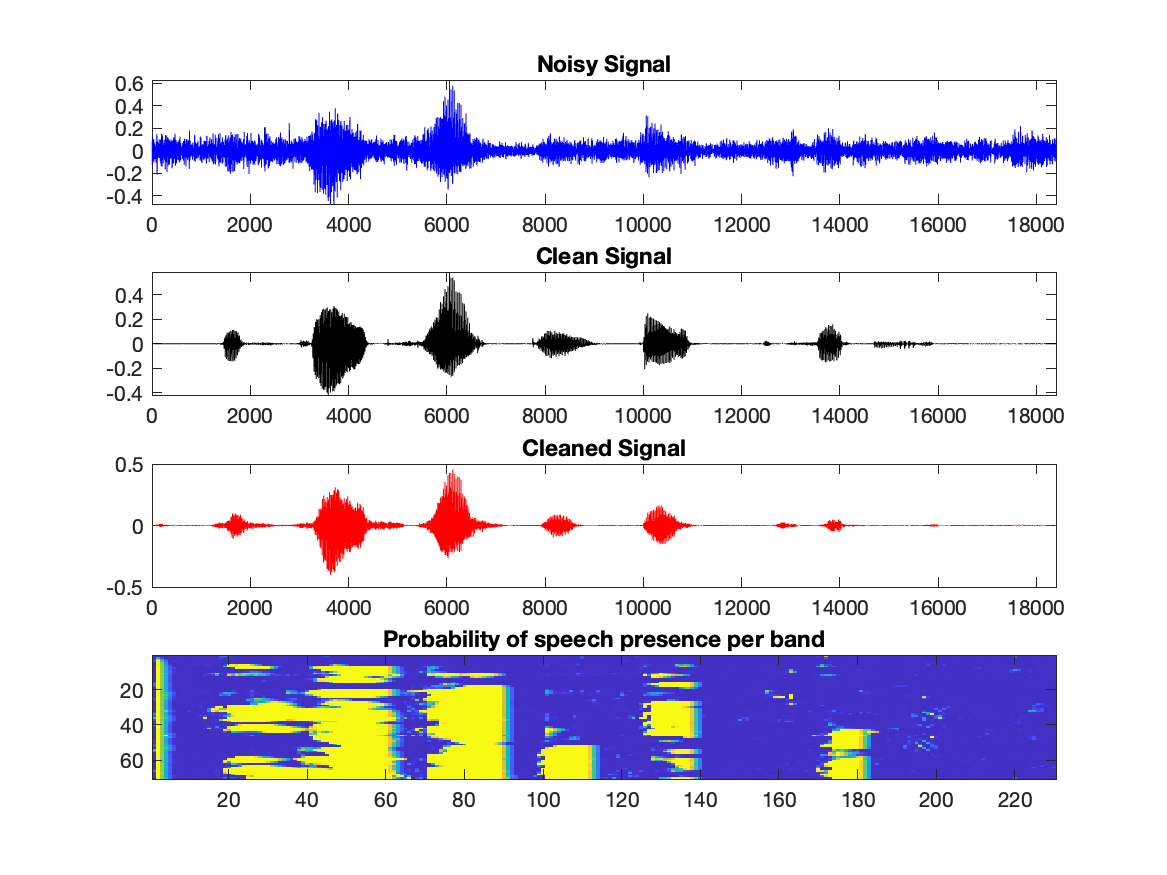 Noisy Signal
0.6
0.4
0.2
0
-0.2
-0.4
0 2000 4000 6000 8000 10000 12000 14000 16000 18000
Clean Signal
0.4
0.2
0
-0.2
-0.4
0 2000 4000 6000 8000 10000 12000 14000 16000 18000
Cleaned Signal
0.5
0
-0.5
0 2000 4000 6000 8000 10000 12000 14000 16000 18000
Probability of speech presence per band
20
40
60
20 40 60 80 100 120 140 160 180 200 220